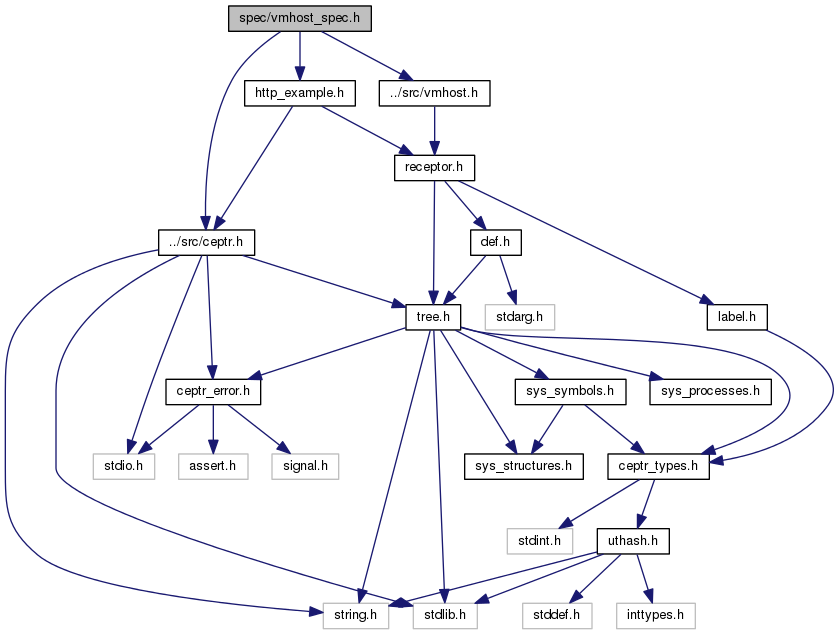 spec/vmhost_spec.h
http_example.h
../src/vmhost.h
receptor.h
../src/ceptr.h
def.h
tree.h
stdarg.h
label.h
ceptr_error.h
sys_symbols.h
sys_processes.h
stdio.h
assert.h
signal.h
sys_structures.h
ceptr_types.h
stdint.h
uthash.h
string.h
stdlib.h
stddef.h
inttypes.h